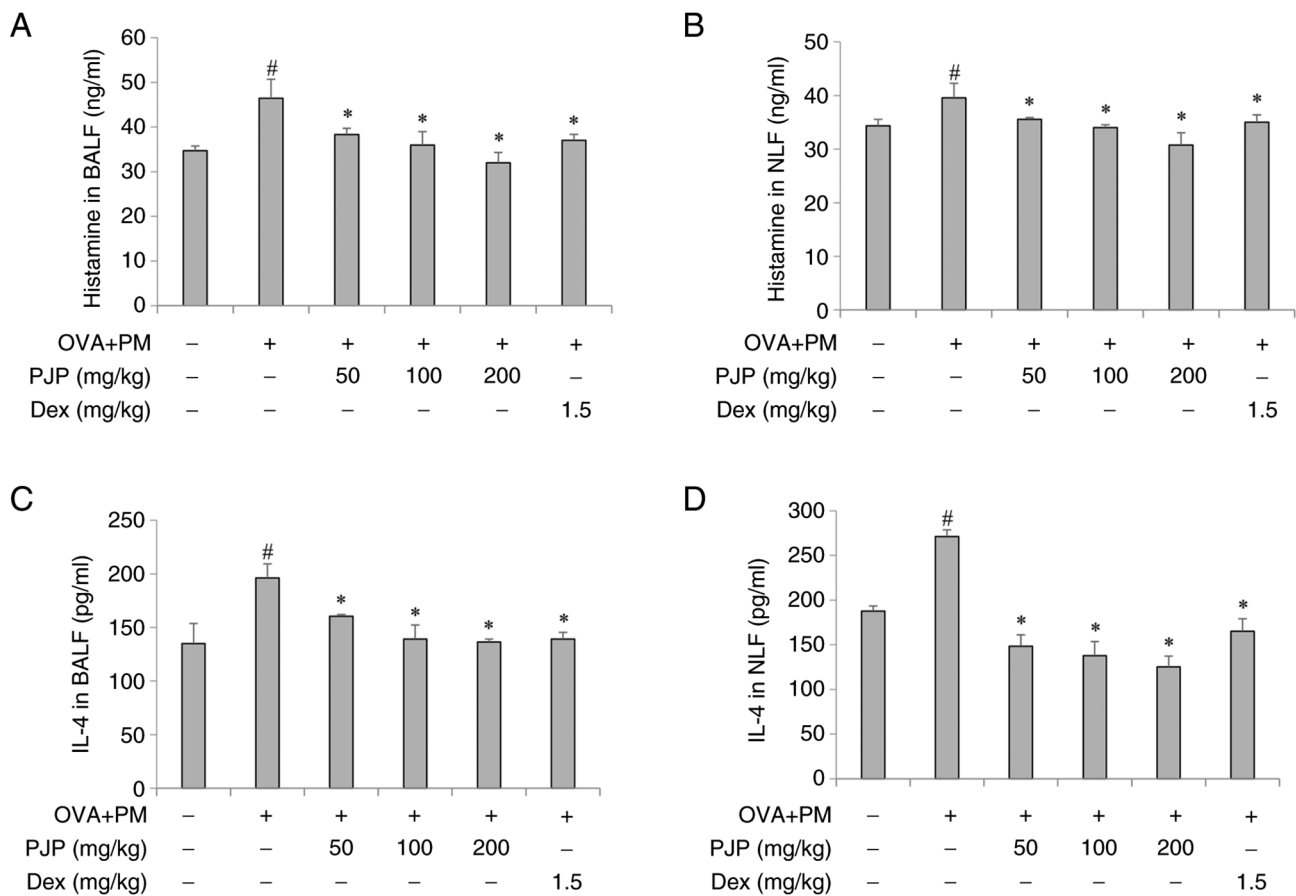 A
Histamine in BALF (ng/ml)
60
50
40
30
20
10
0
#
*
*
*
*
OVA+PM – + + + + +
PJP (mg/kg) – – 50 100 200 –
Dex (mg/kg) – – – – – 1.5
B
Histamine in NLF (ng/ml)
50
40
30
20
10
0
#
*
*
*
*
OVA+PM – + + + + +
PJP (mg/kg) – – 50 100 200 –
Dex (mg/kg) – – – – – 1.5
C
IL-4 in BALF (pg/ml)
250
200
150
100
50
0
#
*
*
*
*
OVA+PM – + + + + +
PJP (mg/kg) – – 50 100 200 –
Dex (mg/kg) – – – – – 1.5
D
IL-4 in NLF (pg/ml)
300
250
200
150
100
50
0
#
*
*
*
*
OVA+PM – + + + + +
PJP (mg/kg) – – 50 100 200 –
Dex (mg/kg) – – – – – 1.5